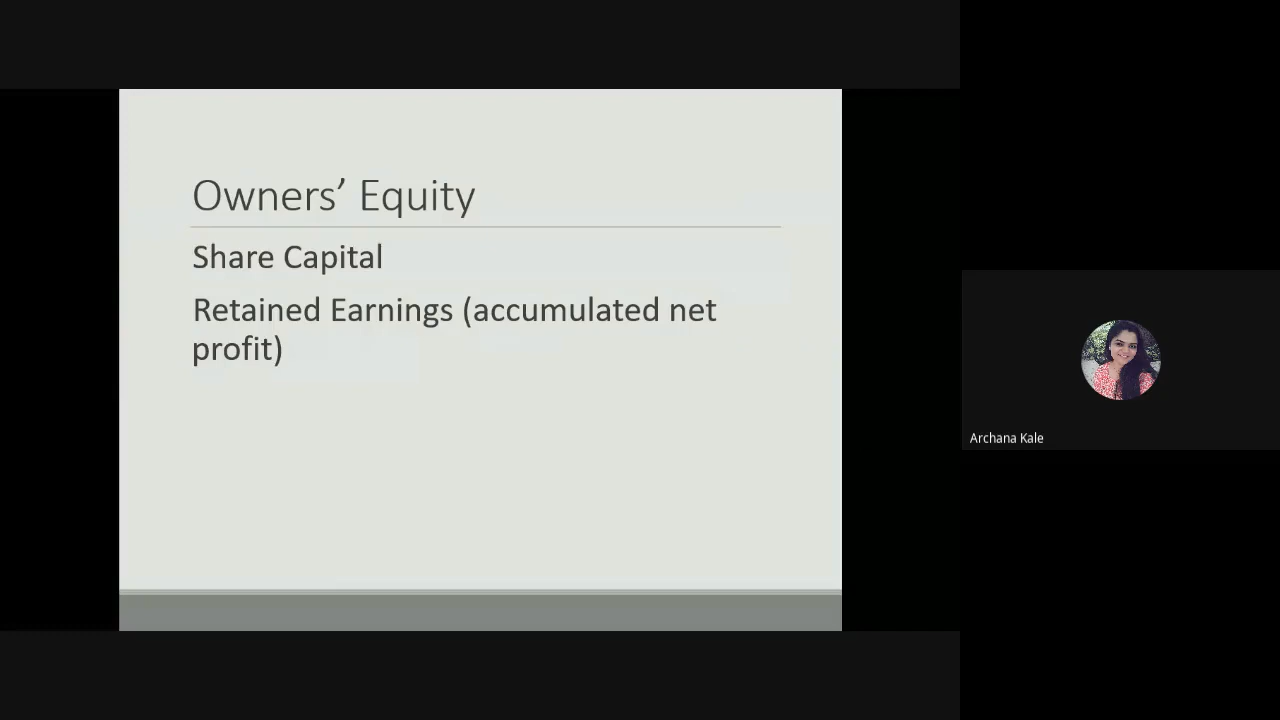 Owners’ Equity
Share Capital
Retained Earnings (accumulated net
profit)
Archana Kale